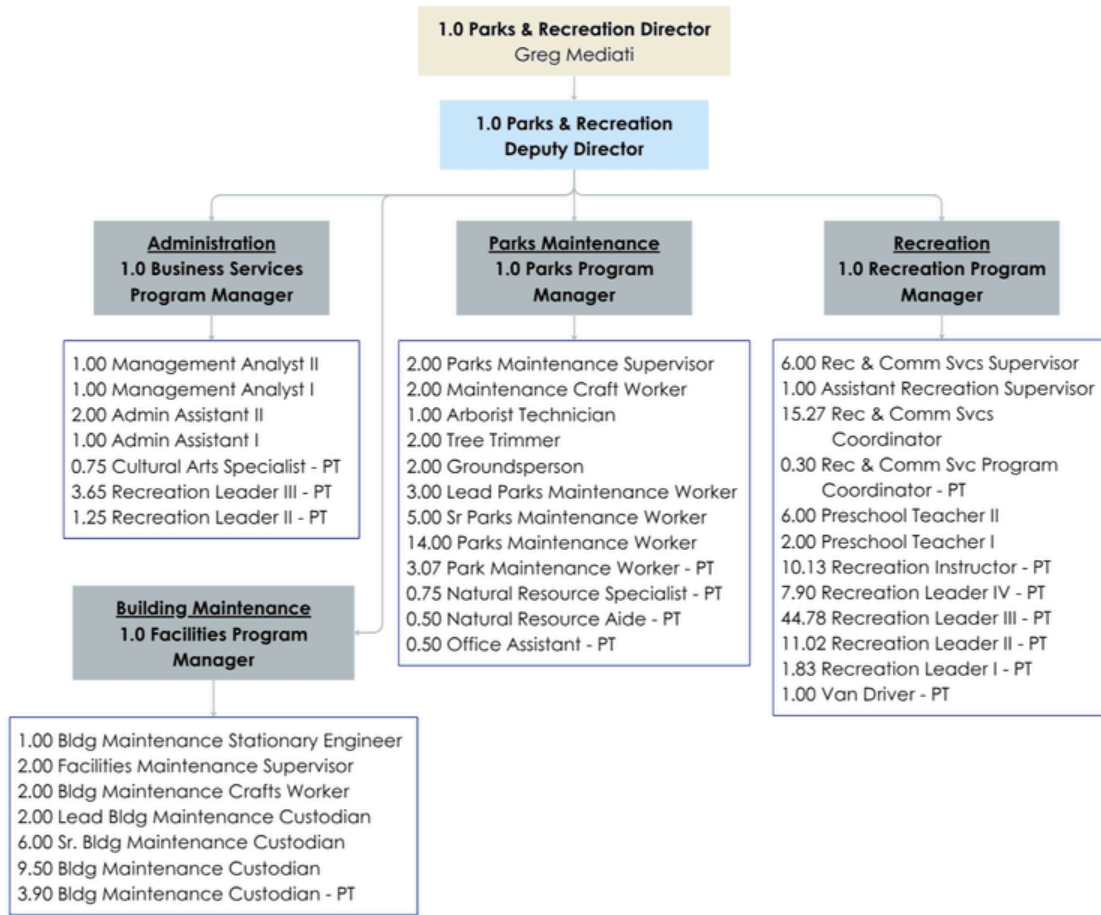 1.0 Parks & Recreation Director
Greg Mediati
1.0 Parks & Recreation
Deputy Director
Administration
1.0 Business Services
Program Manager
1.00 Management Analyst II
1.00 Management Analyst I
2.00 Admin Assistant II
1.00 Admin Assistant I
0.75 Cultural Arts Specialist - PT
3.65 Recreation Leader III - PT
1.25 Recreation Leader II - PT
Building Maintenance
1.0 Facilities Program
Manager
1.00 Bldg Maintenance Stationary Engineer
2.00 Facilities Maintenance Supervisor
2.00 Bldg Maintenance Crafts Worker
2.00 Lead Bldg Maintenance Custodian
6.00 Sr. Bldg Maintenance Custodian
9.50 Bldg Maintenance Custodian
3.90 Bldg Maintenance Custodian - PT
Parks Maintenance
1.0 Parks Program
Manager
2.00 Parks Maintenance Supervisor
2.00 Maintenance Craft Worker
1.00 Arborist Technician
2.00 Tree Trimmer
2.00 Groundsperson
3.00 Lead Parks Maintenance Worker
5.00 Sr Parks Maintenance Worker
14.00 Parks Maintenance Worker
3.07 Park Maintenance Worker - PT
0.75 Natural Resource Specialist - PT
0.50 Natural Resource Aide - PT
0.50 Office Assistant - PT
Recreation
1.0 Recreation Program
Manager
6.00 Rec & Comm Svcs Supervisor
1.00 Assistant Recreation Supervisor
15.27 Rec & Comm Svcs
Coordinator
0.30 Rec & Comm Svc Program
Coordinator - PT
6.00 Preschool Teacher II
2.00 Preschool Teacher I
10.13 Recreation Instructor - PT
7.90 Recreation Leader IV - PT
44.78 Recreation Leader III - PT
11.02 Recreation Leader II - PT
1.83 Recreation Leader I - PT
1.00 Van Driver - PT